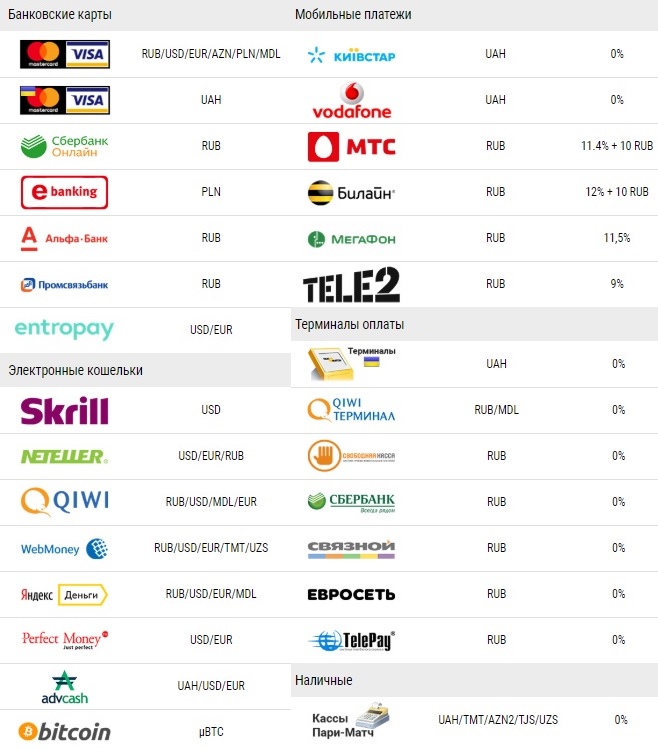 Банковские карты
mastercard VISA RUB/USD/EUR/AZN/PLN/MDL
mastercard VISA UAH
Сбербанк Онлайн RUB
e banking PLN
Альфа·Банк RUB
Промсвязьбанк RUB
entropay USD/EUR
Электронные кошельки
Skrill USD
NETELLER. USD/EUR/RUB
QIWI RUB/USD/MDL/EUR
WebMoney RUB/USD/EUR/TMT/UZS
Яндекс Деньги RUB/USD/EUR/MDL
Perfect Money USD/EUR
Just perfect
advcash UAH/USD/EUR
bitcoin µBTC
Мобильные платежи
КИЇВСТАР UAH 0%
vodafone UAH 0%
МТС RUB 11.4% + 10 RUB
Билайн® RUB 12% + 10 RUB
МЕГАФОН RUB 11,5%
TELE2 RUB 9%
Терминалы оплаты
Терминалы UAH 0%
QIWI ТЕРМИНАЛ RUB/MDL 0%
СВОБОДНАЯ КАССА RUB 0%
СБЕРБАНК RUB 0%
Всегда рядом
СВЯЗНОЙ RUB 0%
ЕВРОСЕТЬ RUB 0%
TelePay® RUB 0%
Наличные
Кассы Пари-Матч UAH/TMT/AZN2/TJS/UZS 0%